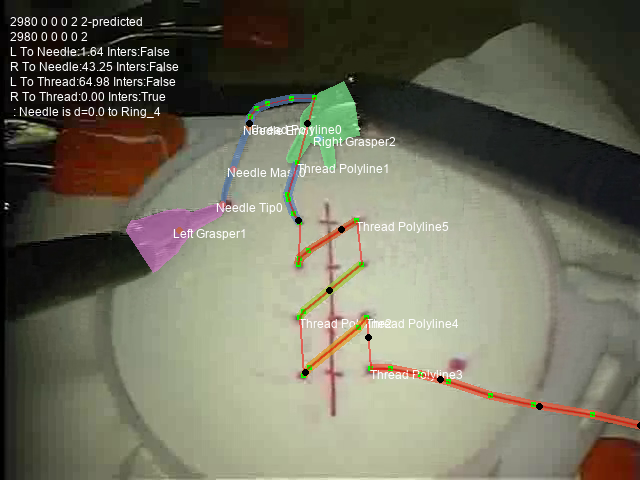 2980 0 0 0 2 2-predicted
2980 0 0 0 0 2
L To Needle:1.64 Inters:False
R To Needle:43.25 Inters:False
L To Thread:64.98 Inters:False
R To Thread:0.00 Inters:True
: Needle is d=0.0 to Ring_4
Thread Polyline0
Right Grasper2
Thread Polyline1
Needle Tip0
Thread Polyline5
Left Grasper1
Thread Polyline4
Thread Polyline3